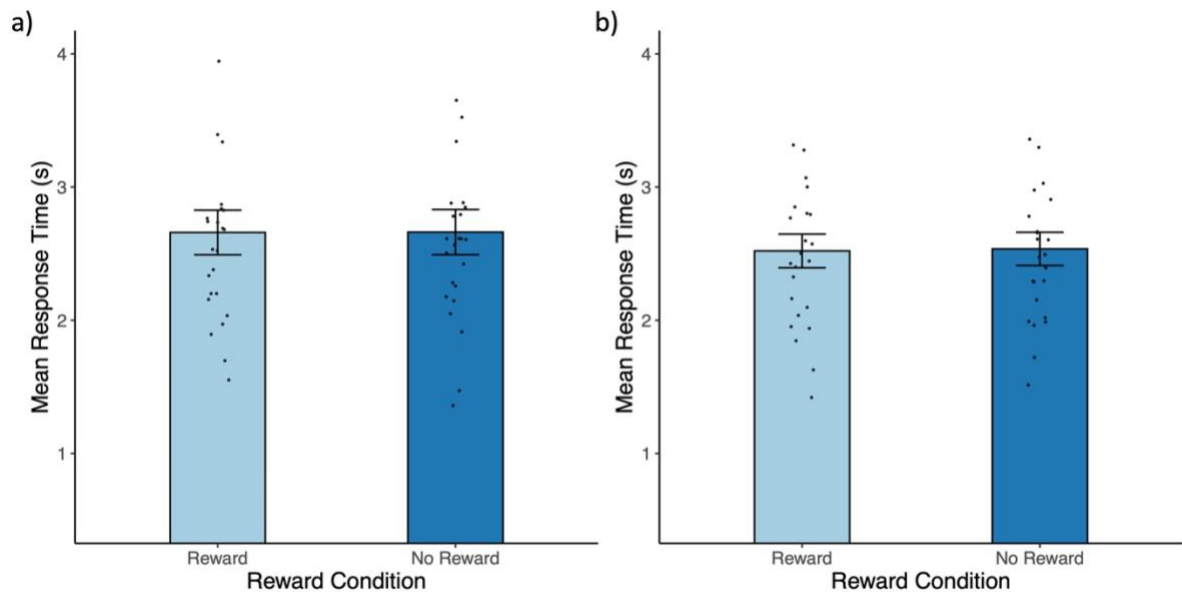 a)
Mean Response Time (s)
4
3
2
1
Reward
No Reward
Reward Condition
b)
Mean Response Time (s)
4
3
2
1
Reward
No Reward
Reward Condition